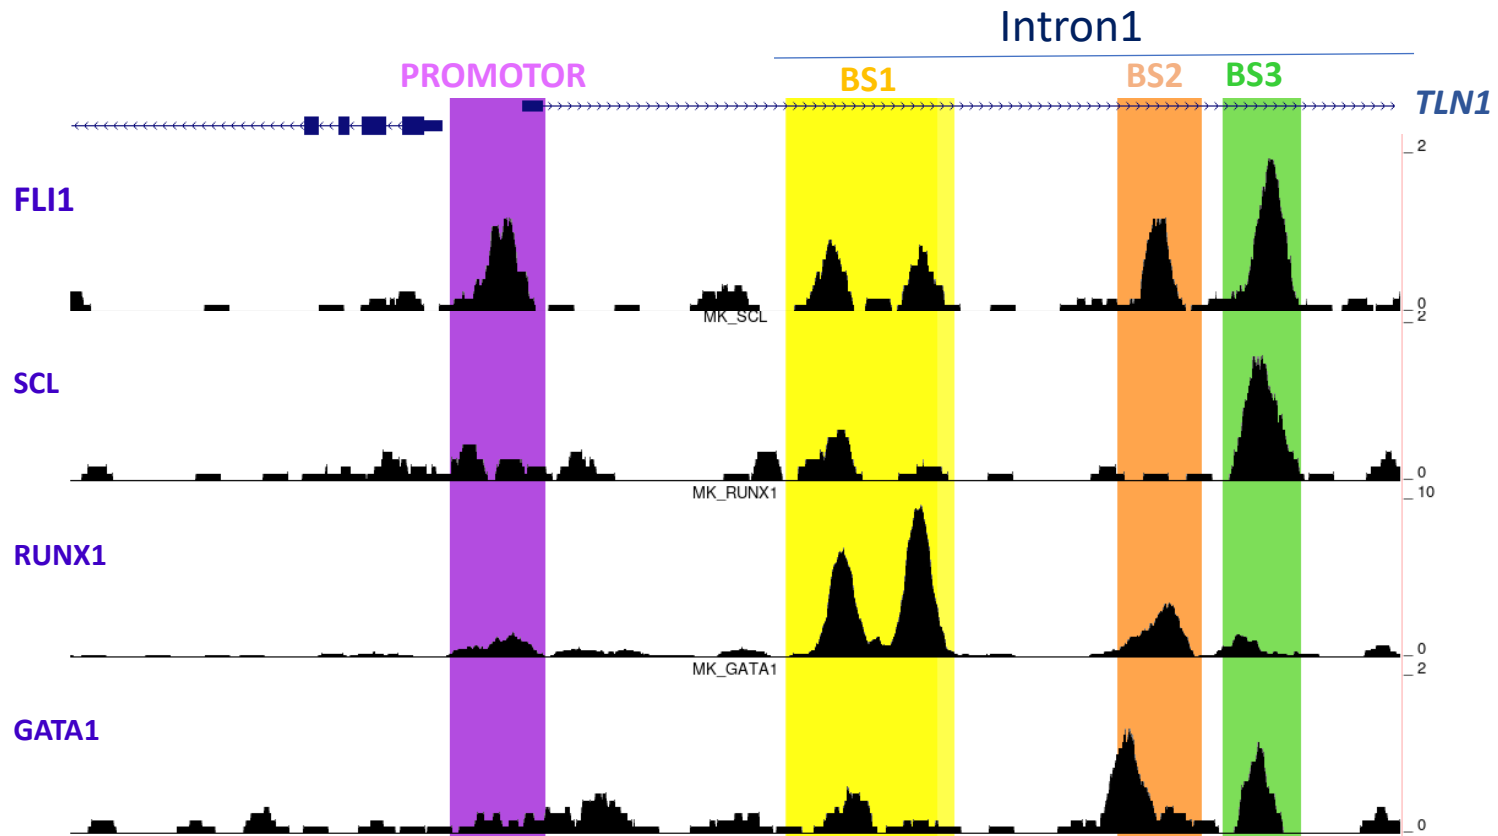 Intron1
PROMOTOR BS1 BS2 BS3
TLN1
2
FLI1
0
MK_SCL
2
SCL
0
MK_RUNX1
10
RUNX1
0
MK_GATA1
2
GATA1
0